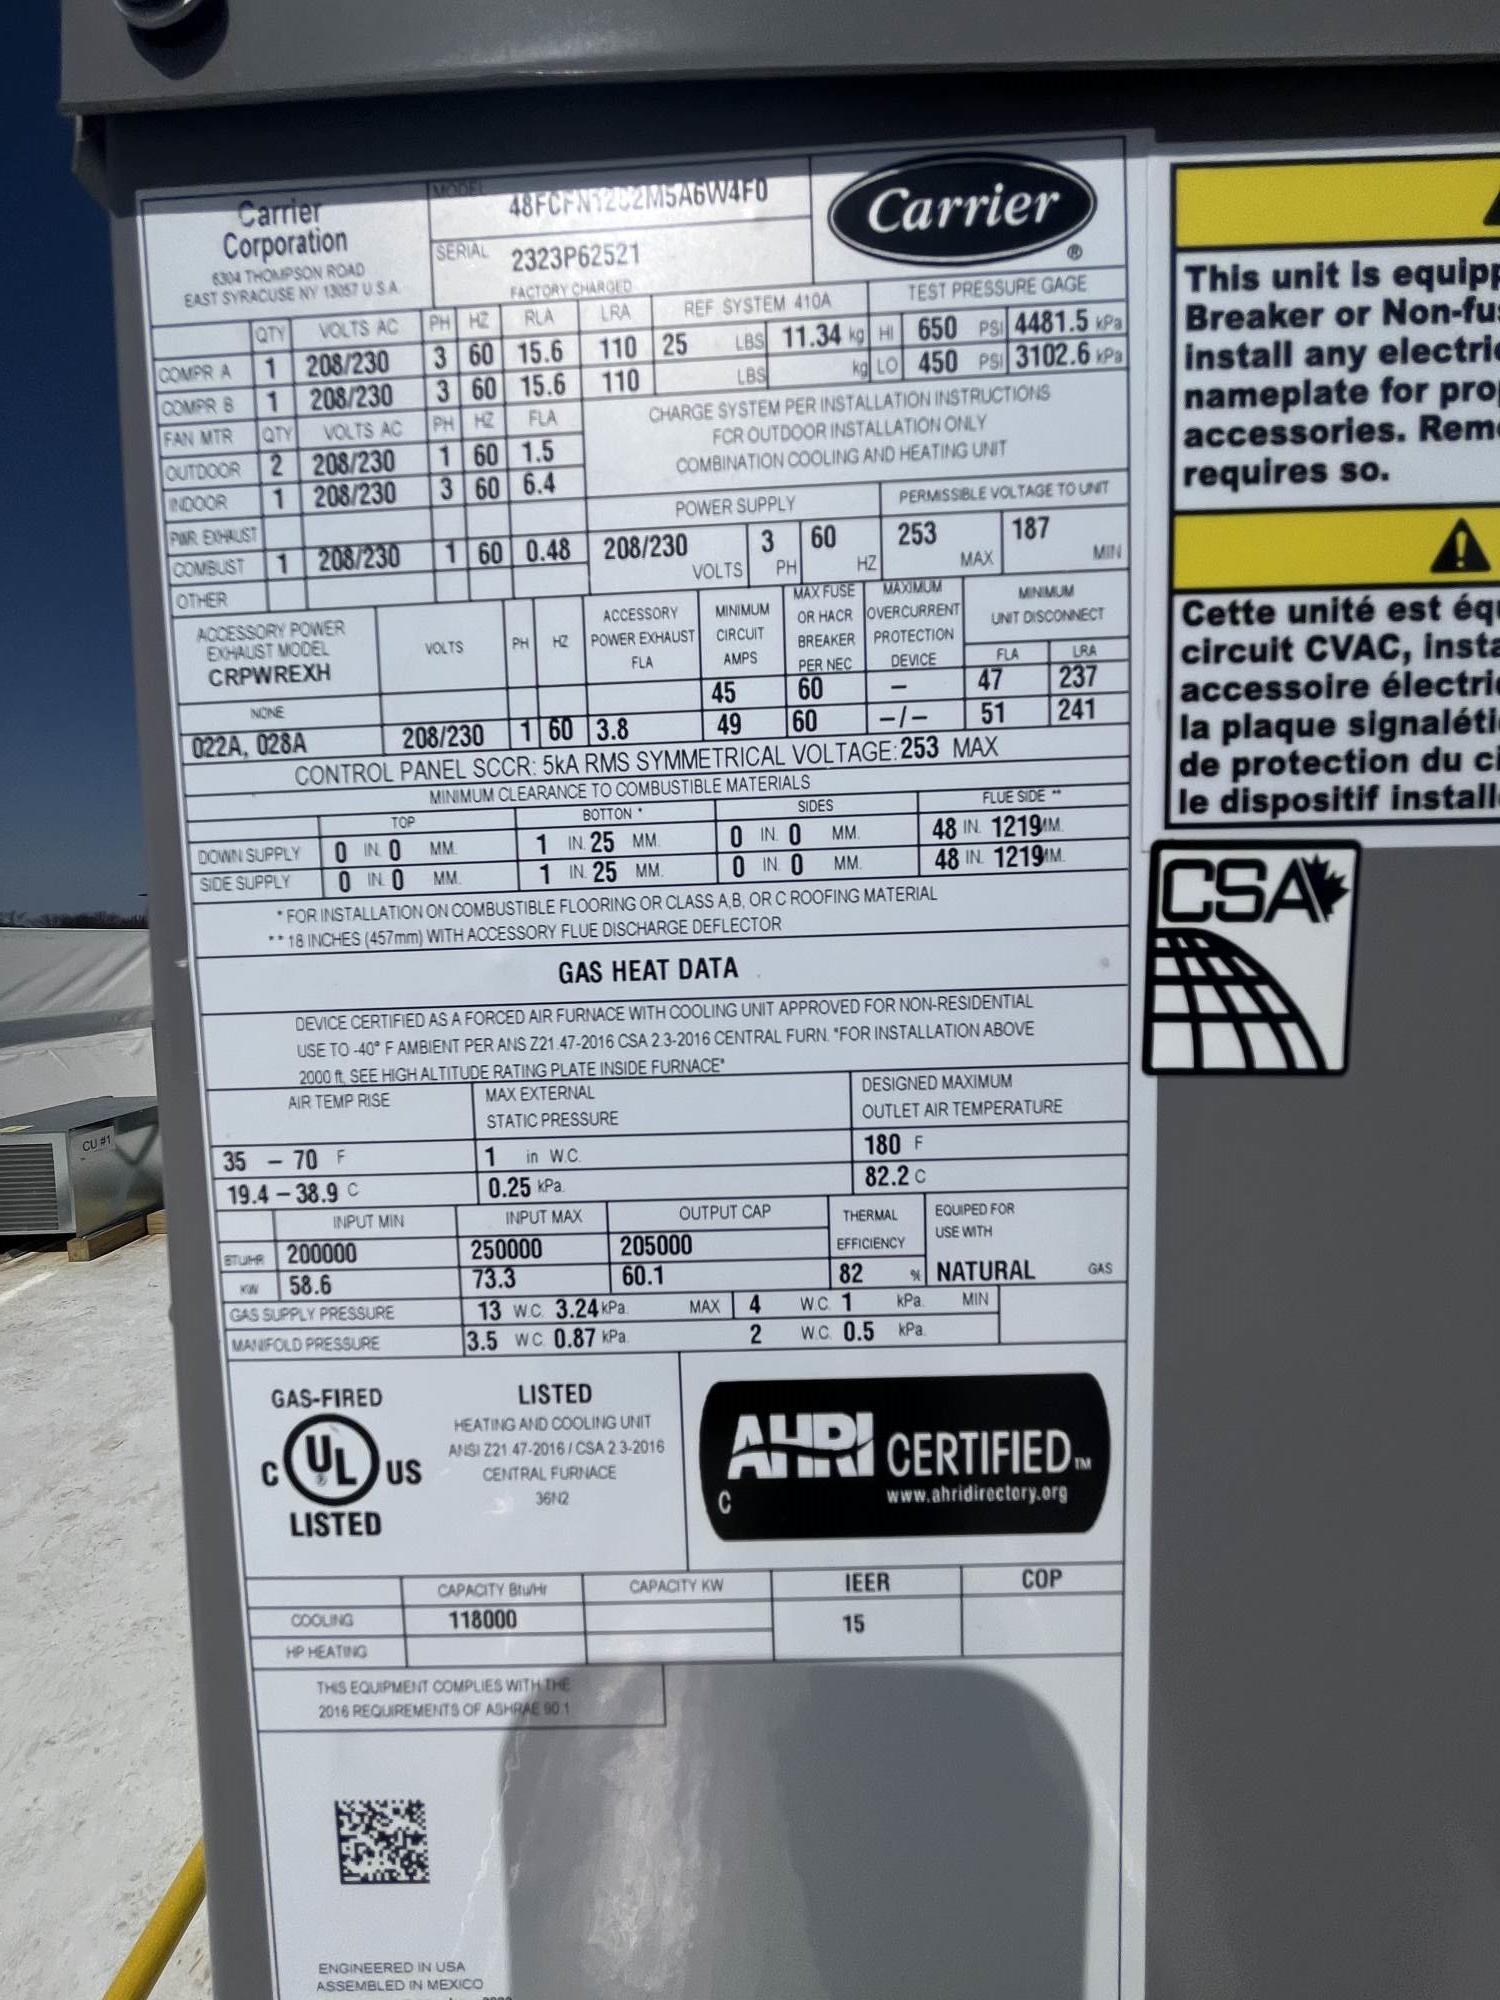 Carrier
Corporation
6304 THOMPSON ROAD
EAST SYRACUSE NY 13057 U.S.A.
MODEL 48FCFN12C2M5A6W4F0
SERIAL 2323P62521
Carrier ®
FACTORY CHARGED
QTY VOLTS AC PH HZ RLA LRA REF SYSTEM 410A TEST PRESSURE GAGE
COMPR A 1 208/230 3 60 15.6 110 25 LBS 11.34 kg HI 650 PSI 4481.5 kPa
COMPR B 1 208/230 3 60 15.6 110 LBS kg LO 450 PSI 3102.6 kPa
FAN MTR QTY VOLTS AC PH HZ FLA
OUTDOOR 2 208/230 1 60 1.5
INDOOR 1 208/230 3 60 6.4
PWR EXHAUST
COMBUST 1 208/230 1 60 0.48
OTHER
CHARGE SYSTEM PER INSTALLATION INSTRUCTIONS
FOR OUTDOOR INSTALLATION ONLY
COMBINATION COOLING AND HEATING UNIT
POWER SUPPLY PERMISSIBLE VOLTAGE TO UNIT
208/230 VOLTS 3 PH 60 HZ 253 MAX 187 MIN
ACCESSORY POWER
EXHAUST MODEL
CRPWREXH
VOLTS PH HZ
ACCESSORY
POWER EXHAUST
FLA
MINIMUM
CIRCUIT
AMPS
MAX FUSE
OR HACR
BREAKER
PER NEC
MAXIMUM
OVERCURRENT
PROTECTION
DEVICE
MINIMUM
UNIT DISCONNECT
FLA LRA
NONE 45 60 – 47 237
022A, 028A 208/230 1 60 3.8 49 60 –/– 51 241
CONTROL PANEL SCCR: 5kA RMS SYMMETRICAL VOLTAGE: 253 MAX
MINIMUM CLEARANCE TO COMBUSTIBLE MATERIALS
TOP BOTTON * SIDES FLUE SIDE **
DOWN SUPPLY 0 IN. 0 MM. 1 IN. 25 MM. 0 IN. 0 MM. 48 IN. 1219 MM.
SIDE SUPPLY 0 IN. 0 MM. 1 IN. 25 MM. 0 IN. 0 MM. 48 IN. 1219 MM.
* FOR INSTALLATION ON COMBUSTIBLE FLOORING OR CLASS A,B, OR C ROOFING MATERIAL
** 18 INCHES (457mm) WITH ACCESSORY FLUE DISCHARGE DEFLECTOR
GAS HEAT DATA
DEVICE CERTIFIED AS A FORCED AIR FURNACE WITH COOLING UNIT APPROVED FOR NON-RESIDENTIAL
USE TO -40° F AMBIENT PER ANS Z21.47-2016 CSA 2.3-2016 CENTRAL FURN. *FOR INSTALLATION ABOVE
2000 ft, SEE HIGH ALTITUDE RATING PLATE INSIDE FURNACE*
AIR TEMP RISE
MAX EXTERNAL
STATIC PRESSURE
DESIGNED MAXIMUM
OUTLET AIR TEMPERATURE
35 – 70 F 1 in W.C. 180 F
19.4 – 38.9 C 0.25 kPa. 82.2 C
INPUT MIN INPUT MAX OUTPUT CAP
THERMAL
EFFICIENCY
EQUIPED FOR
USE WITH
BTU/HR 200000 250000 205000
KW 58.6 73.3 60.1 82 % NATURAL GAS
GAS SUPPLY PRESSURE 13 W.C. 3.24 kPa. MAX 4 W.C. 1 kPa. MIN
MANIFOLD PRESSURE 3.5 W.C. 0.87 kPa. 2 W.C. 0.5 kPa.
GAS-FIRED
C UL ® US
LISTED
LISTED
HEATING AND COOLING UNIT
ANSI Z21.47-2016 / CSA 2.3-2016
CENTRAL FURNACE
36N2
C AHRI CERTIFIED™
www.ahridirectory.org
CAPACITY Btu/Hr CAPACITY KW IEER COP
COOLING 118000 15
HP HEATING
THIS EQUIPMENT COMPLIES WITH THE
2016 REQUIREMENTS OF ASHRAE 90.1
ENGINEERED IN USA
ASSEMBLED IN MEXICO
This unit is equipp
Breaker or Non-fu
install any electri
nameplate for pro
accessories. Rem
requires so.
Cette unité est équ
circuit CVAC, insta
accessoire électri
la plaque signaléti
de protection du ci
le dispositif install
CSA
CU #1